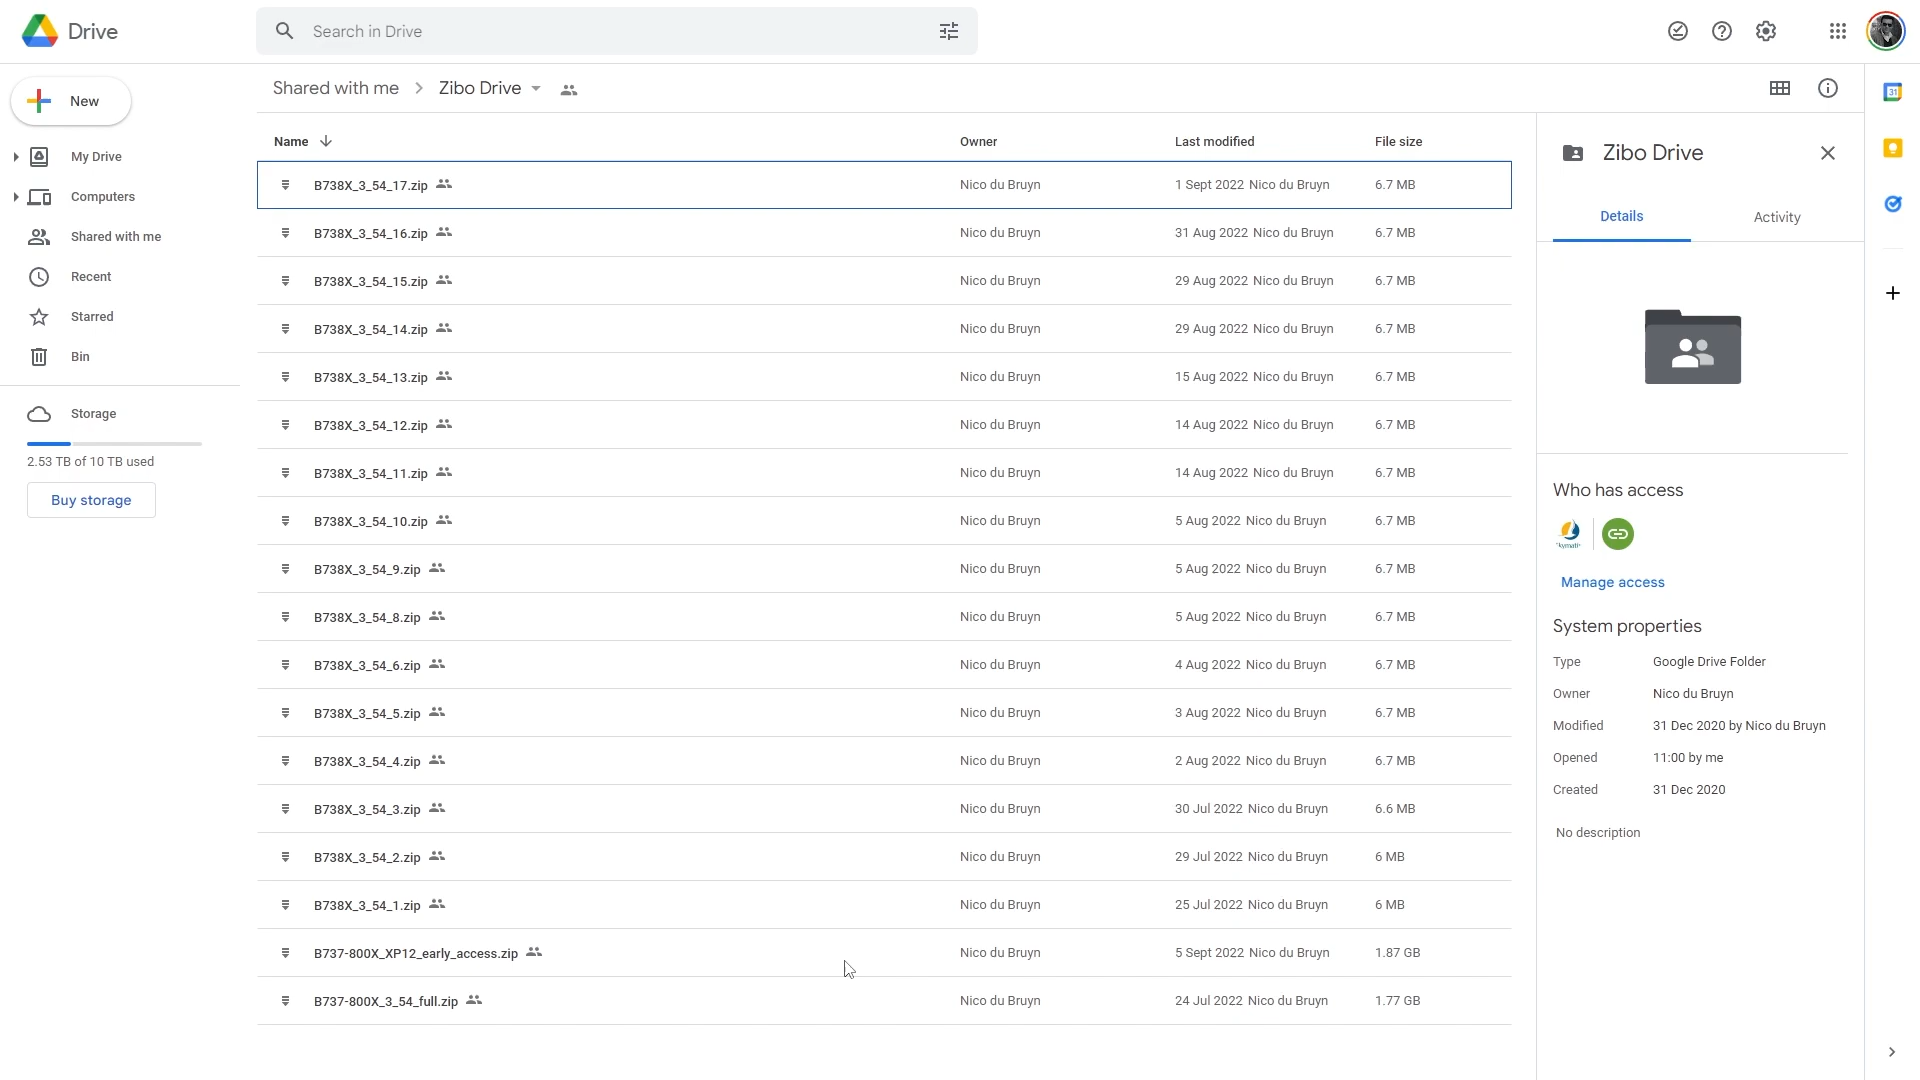 Drive
Search in Drive
New
My Drive
Computers
Shared with me
Recent
Starred
Bin
Storage
2.53 TB of 10 TB used
Buy storage
Shared with me > Zibo Drive
Name Owner Last modified File size
B738X_3_54_17.zip Nico du Bruyn 1 Sept 2022 Nico du Bruyn 6.7 MB
B738X_3_54_16.zip Nico du Bruyn 31 Aug 2022 Nico du Bruyn 6.7 MB
B738X_3_54_15.zip Nico du Bruyn 29 Aug 2022 Nico du Bruyn 6.7 MB
B738X_3_54_14.zip Nico du Bruyn 29 Aug 2022 Nico du Bruyn 6.7 MB
B738X_3_54_13.zip Nico du Bruyn 15 Aug 2022 Nico du Bruyn 6.7 MB
B738X_3_54_12.zip Nico du Bruyn 14 Aug 2022 Nico du Bruyn 6.7 MB
B738X_3_54_11.zip Nico du Bruyn 14 Aug 2022 Nico du Bruyn 6.7 MB
B738X_3_54_10.zip Nico du Bruyn 5 Aug 2022 Nico du Bruyn 6.7 MB
B738X_3_54_9.zip Nico du Bruyn 5 Aug 2022 Nico du Bruyn 6.7 MB
B738X_3_54_8.zip Nico du Bruyn 5 Aug 2022 Nico du Bruyn 6.7 MB
B738X_3_54_6.zip Nico du Bruyn 4 Aug 2022 Nico du Bruyn 6.7 MB
B738X_3_54_5.zip Nico du Bruyn 3 Aug 2022 Nico du Bruyn 6.7 MB
B738X_3_54_4.zip Nico du Bruyn 2 Aug 2022 Nico du Bruyn 6.7 MB
B738X_3_54_3.zip Nico du Bruyn 30 Jul 2022 Nico du Bruyn 6.6 MB
B738X_3_54_2.zip Nico du Bruyn 29 Jul 2022 Nico du Bruyn 6 MB
B738X_3_54_1.zip Nico du Bruyn 25 Jul 2022 Nico du Bruyn 6 MB
B737-800X_XP12_early_access.zip Nico du Bruyn 5 Sept 2022 Nico du Bruyn 1.87 GB
B737-800X_3_54_full.zip Nico du Bruyn 24 Jul 2022 Nico du Bruyn 1.77 GB
Zibo Drive
Details Activity
Who has access
Manage access
System properties
Type Google Drive Folder
Owner Nico du Bruyn
Modified 31 Dec 2020 by Nico du Bruyn
Opened 11:00 by me
Created 31 Dec 2020
No description
31